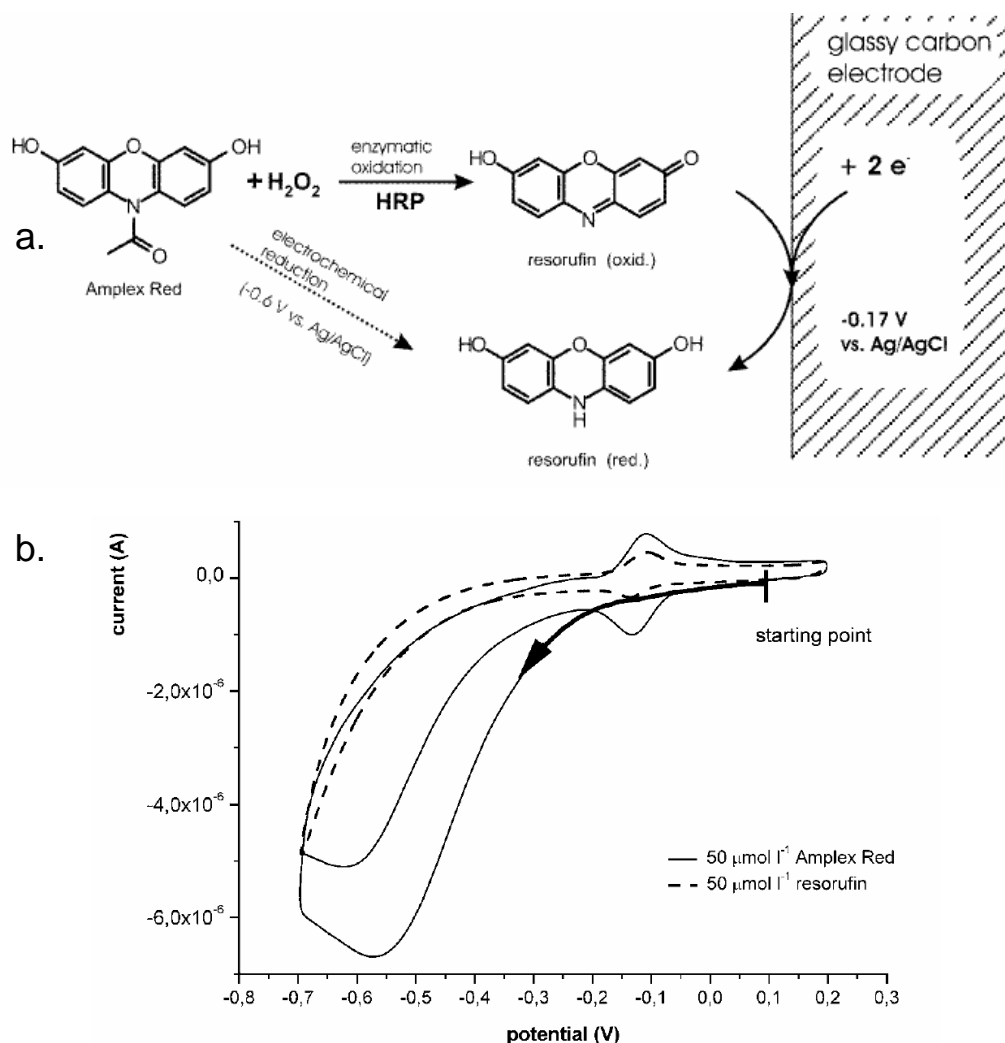 glassy carbon
electrode
HO
O
OH
N
O
Amplex Red
+ H₂O₂
enzymatic
oxidation
HRP
HO
O
O
N
resorufin (oxid.)
+ 2 e⁻
a.
electrochemical
reduction
(-0.6 V vs. Ag/AgCl)
HO
O
OH
N
H
resorufin (red.)
-0.17 V
vs. Ag/AgCl
b.
current (A)
0,0
-2,0x10⁻⁶
-4,0x10⁻⁶
-6,0x10⁻⁶
starting point
50 µmol l⁻¹ Amplex Red
50 µmol l⁻¹ resorufin
-0,8 -0,7 -0,6 -0,5 -0,4 -0,3 -0,2 -0,1 0,0 0,1 0,2 0,3
potential (V)